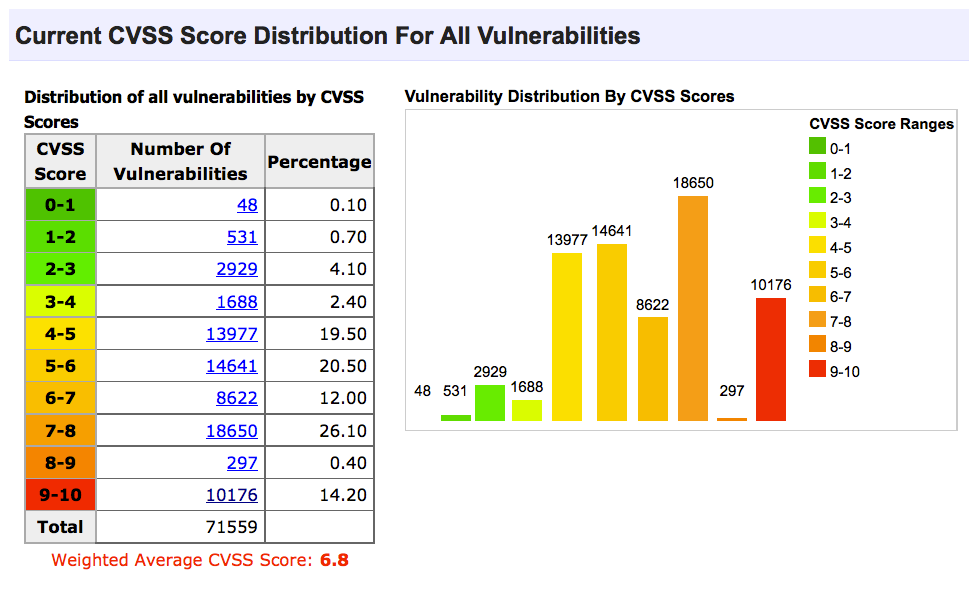 Current CVSS Score Distribution For All Vulnerabilities
Distribution of all vulnerabilities by CVSS
Scores
CVSS Score Number Of Vulnerabilities Percentage
0-1 48 0.10
1-2 531 0.70
2-3 2929 4.10
3-4 1688 2.40
4-5 13977 19.50
5-6 14641 20.50
6-7 8622 12.00
7-8 18650 26.10
8-9 297 0.40
9-10 10176 14.20
Total 71559
Weighted Average CVSS Score: 6.8
Vulnerability Distribution By CVSS Scores
48
531
2929
1688
13977
14641
8622
18650
297
10176
CVSS Score Ranges
0-1
1-2
2-3
3-4
4-5
5-6
6-7
7-8
8-9
9-10